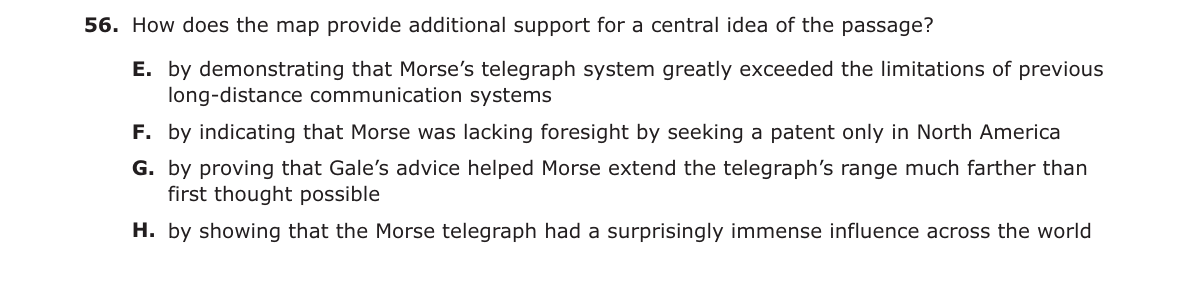 56. How does the map provide additional support for a central idea of the passage?
E. by demonstrating that Morse’s telegraph system greatly exceeded the limitations of previous
long-distance communication systems
F. by indicating that Morse was lacking foresight by seeking a patent only in North America
G. by proving that Gale’s advice helped Morse extend the telegraph’s range much farther than
first thought possible
H. by showing that the Morse telegraph had a surprisingly immense influence across the world